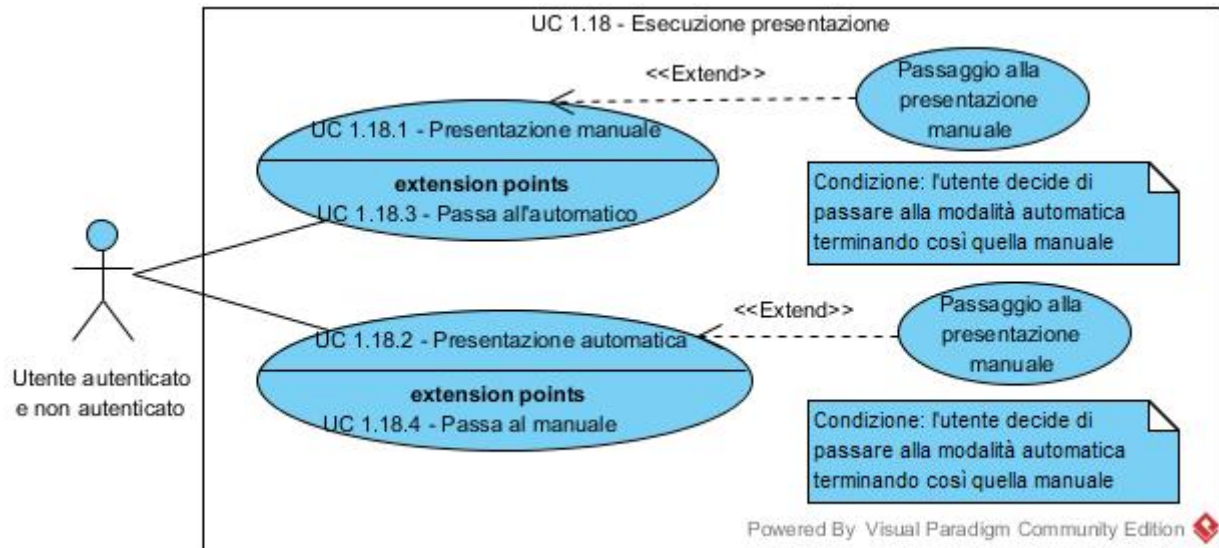 UC 1.18 - Esecuzione presentazione
<<Extend>>
Passaggio alla
presentazione
manuale
UC 1.18.1 - Presentazione manuale
extension points
UC 1.18.3 - Passa all'automatico
Condizione: l'utente decide di
passare alla modalità automatica
terminando così quella manuale
<<Extend>>
Passaggio alla
presentazione
manuale
UC 1.18.2 - Presentazione automatica
extension points
UC 1.18.4 - Passa al manuale
Condizione: l'utente decide di
passare alla modalità automatica
terminando così quella manuale
Utente autenticato
e non autenticato
Powered By Visual Paradigm Community Edition